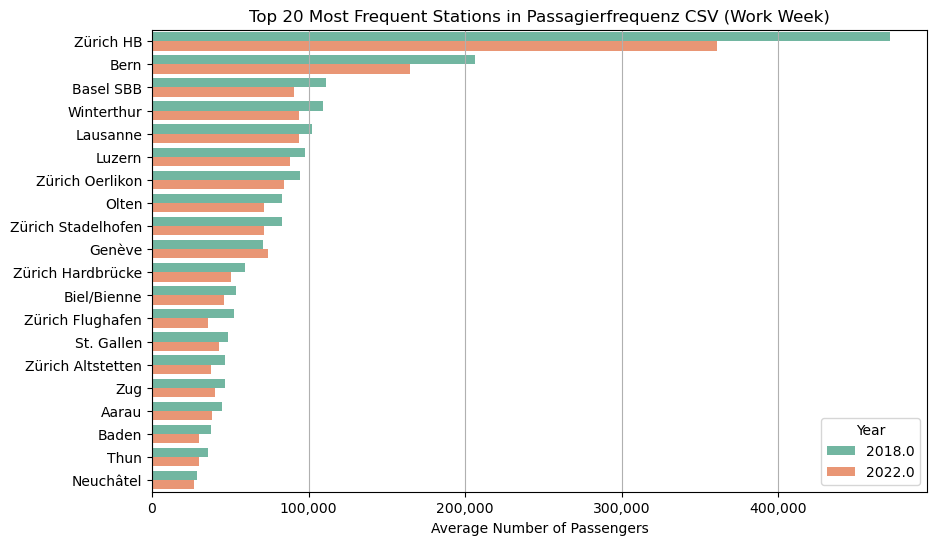 Top 20 Most Frequent Stations in Passagierfrequenz CSV (Work Week)
Zürich HB
Bern
Basel SBB
Winterthur
Lausanne
Luzern
Zürich Oerlikon
Olten
Zürich Stadelhofen
Genève
Zürich Hardbrücke
Biel/Bienne
Zürich Flughafen
St. Gallen
Zürich Altstetten
Zug
Aarau
Baden
Thun
Neuchâtel
Year
2018.0
2022.0
0 100,000 200,000 300,000 400,000
Average Number of Passengers